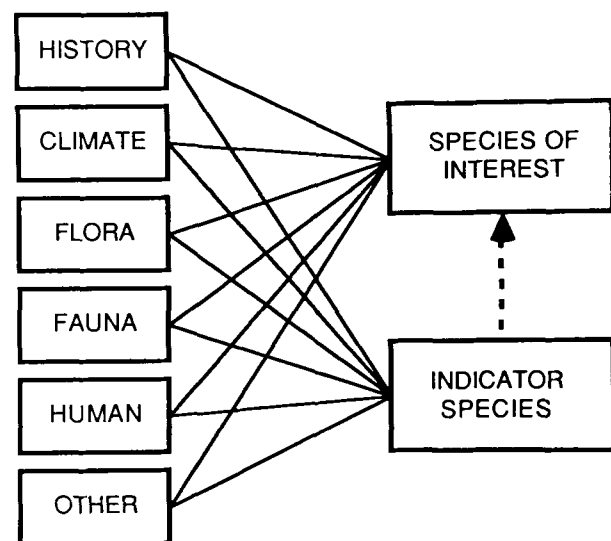 HISTORY
CLIMATE
FLORA
FAUNA
HUMAN
OTHER
SPECIES OF
INTEREST
INDICATOR
SPECIES